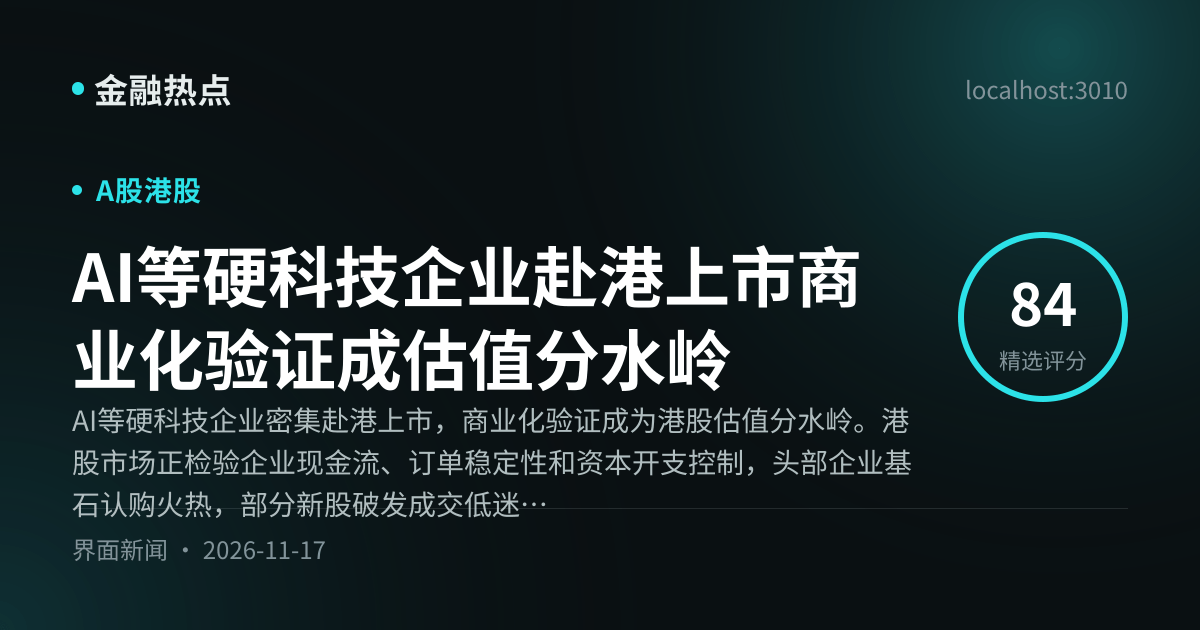 金融热点
localhost:3010
A股港股
AI等硬科技企业赴港上市商
业化验证成估值分水岭
84
精选评分
AI等硬科技企业密集赴港上市，商业化验证成为港股估值分水岭。港
股市场正检验企业现金流、订单稳定性和资本开支控制，头部企业基
石认购火热，部分新股破发成交低迷…
界面新闻 · 2026-11-17